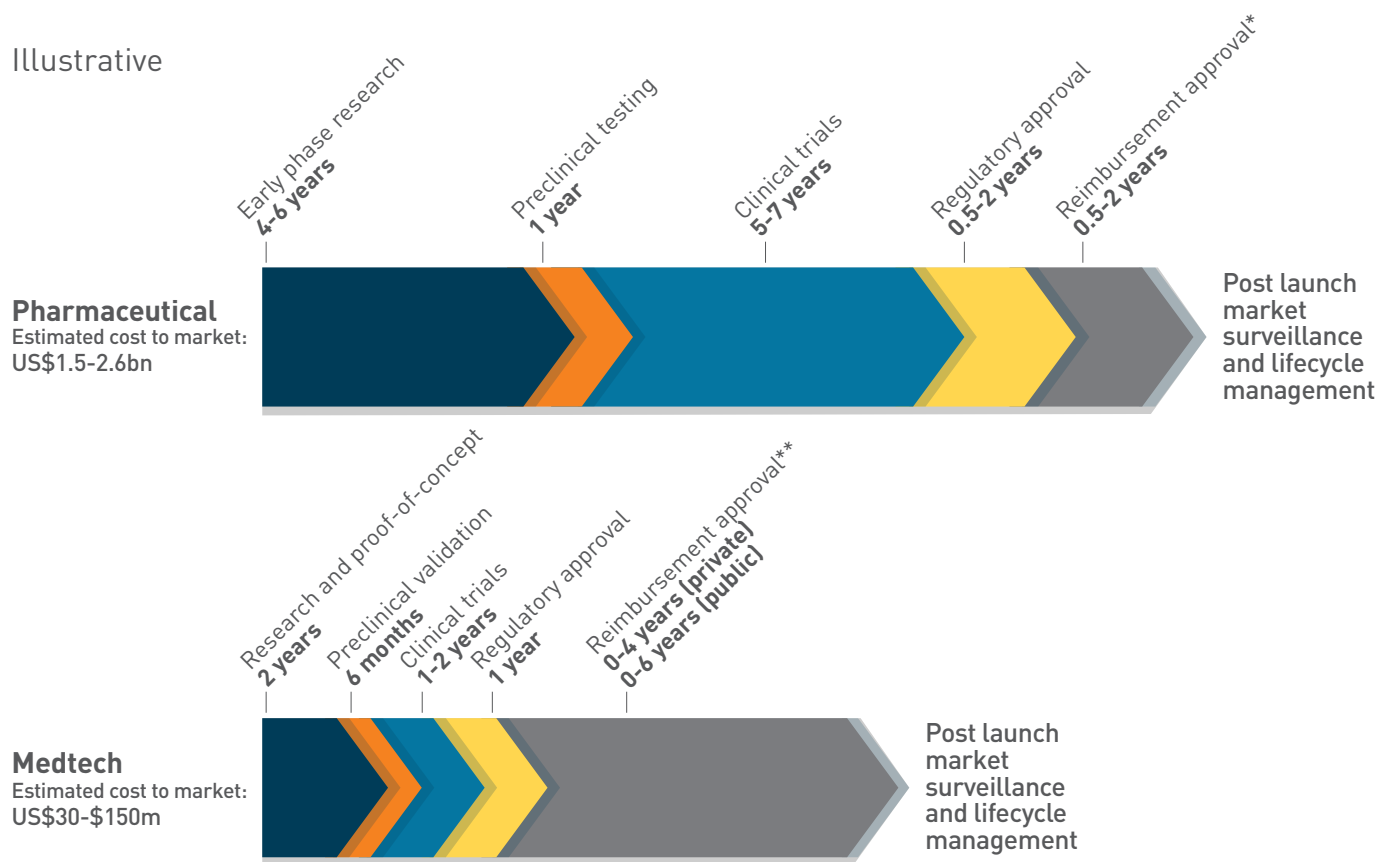 Illustrative
Early phase research
4-6 years
Preclinical testing
1 year
Clinical trials
5-7 years
Regulatory approval
0.5-2 years
Reimbursement approval*
0.5-2 years
Pharmaceutical
Estimated cost to market:
US$1.5-2.6bn
Post launch
market
surveillance
and lifecycle
management
Research and proof-of-concept
2 years
Preclinical validation
6 months
Clinical trials
1-2 years
Regulatory approval
1 year
Reimbursement approval**
0-4 years (private)
0-6 years (public)
Medtech
Estimated cost to market:
US$30-$150m
Post launch
market
surveillance
and lifecycle
management